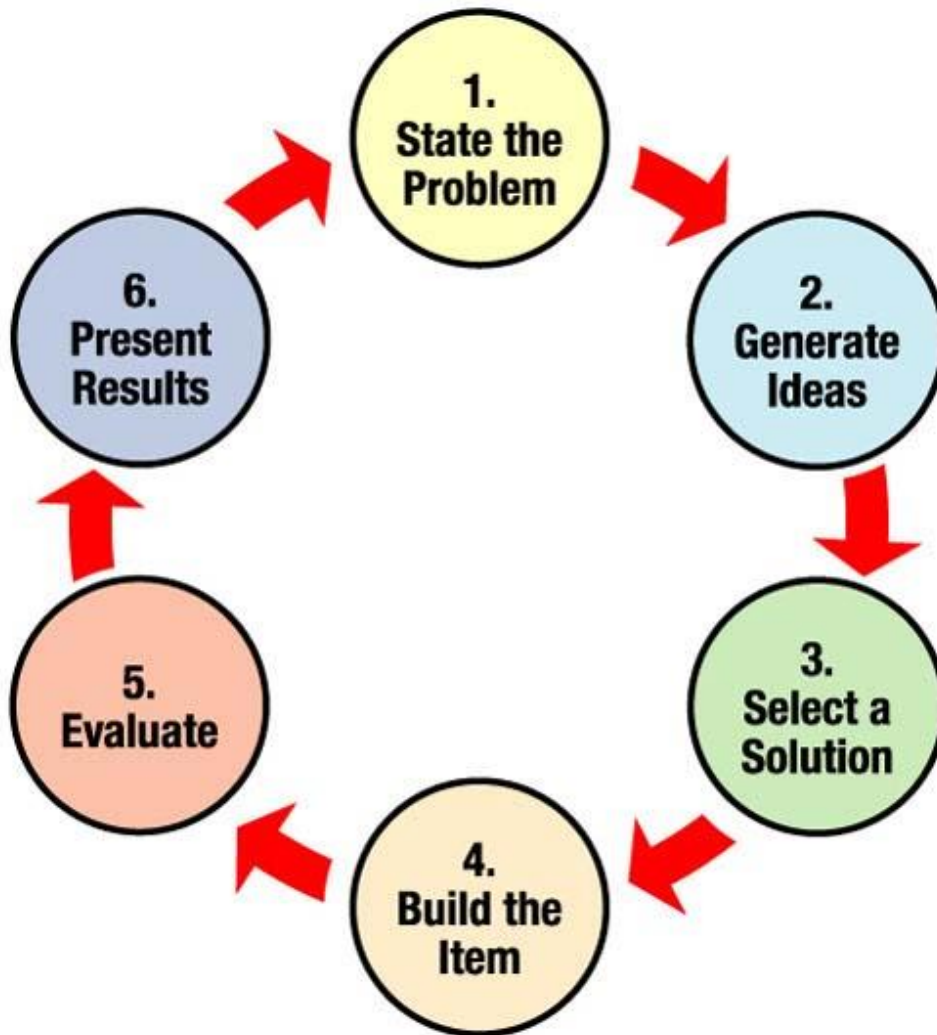 1.
State the
Problem
2.
Generate
Ideas
3.
Select a
Solution
4.
Build the
Item
5.
Evaluate
6.
Present
Results